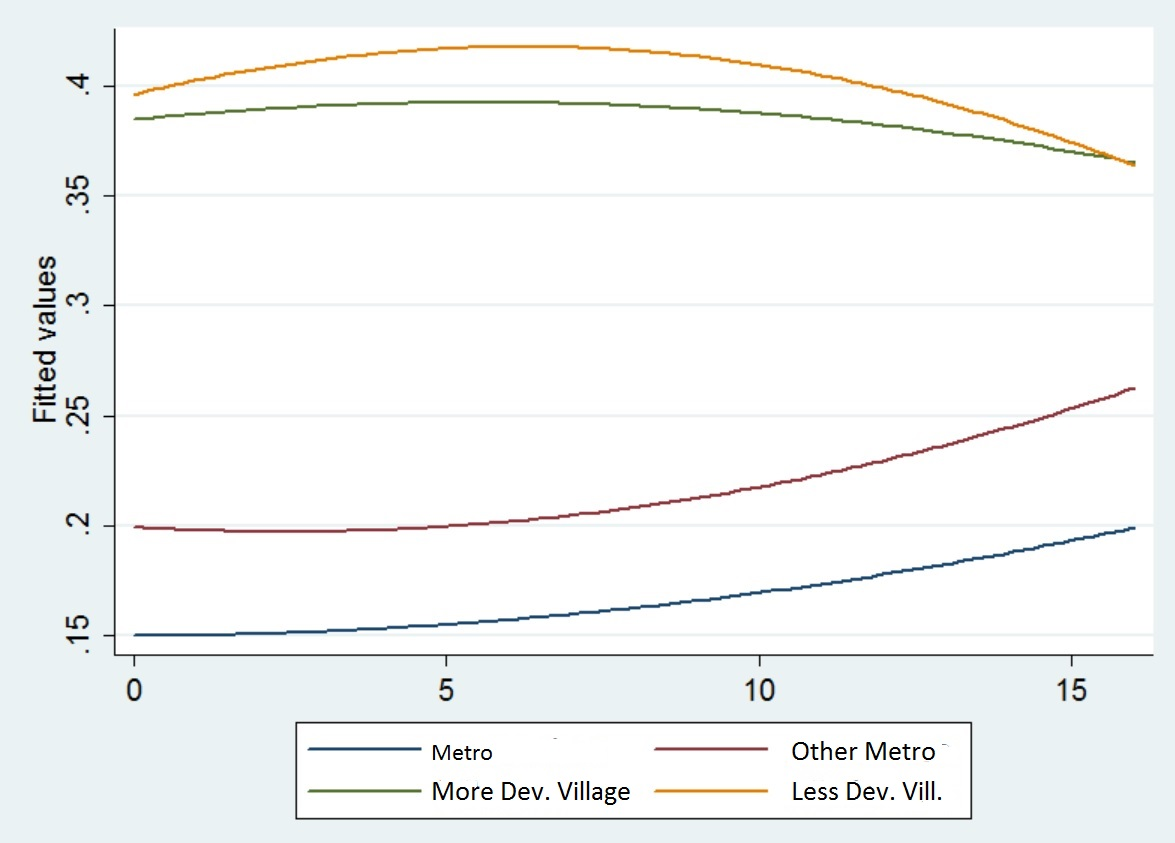 Fitted values
.4
.35
.3
.25
.2
.15
0 5 10 15
Metro Other Metro
More Dev. Village Less Dev. Vill.